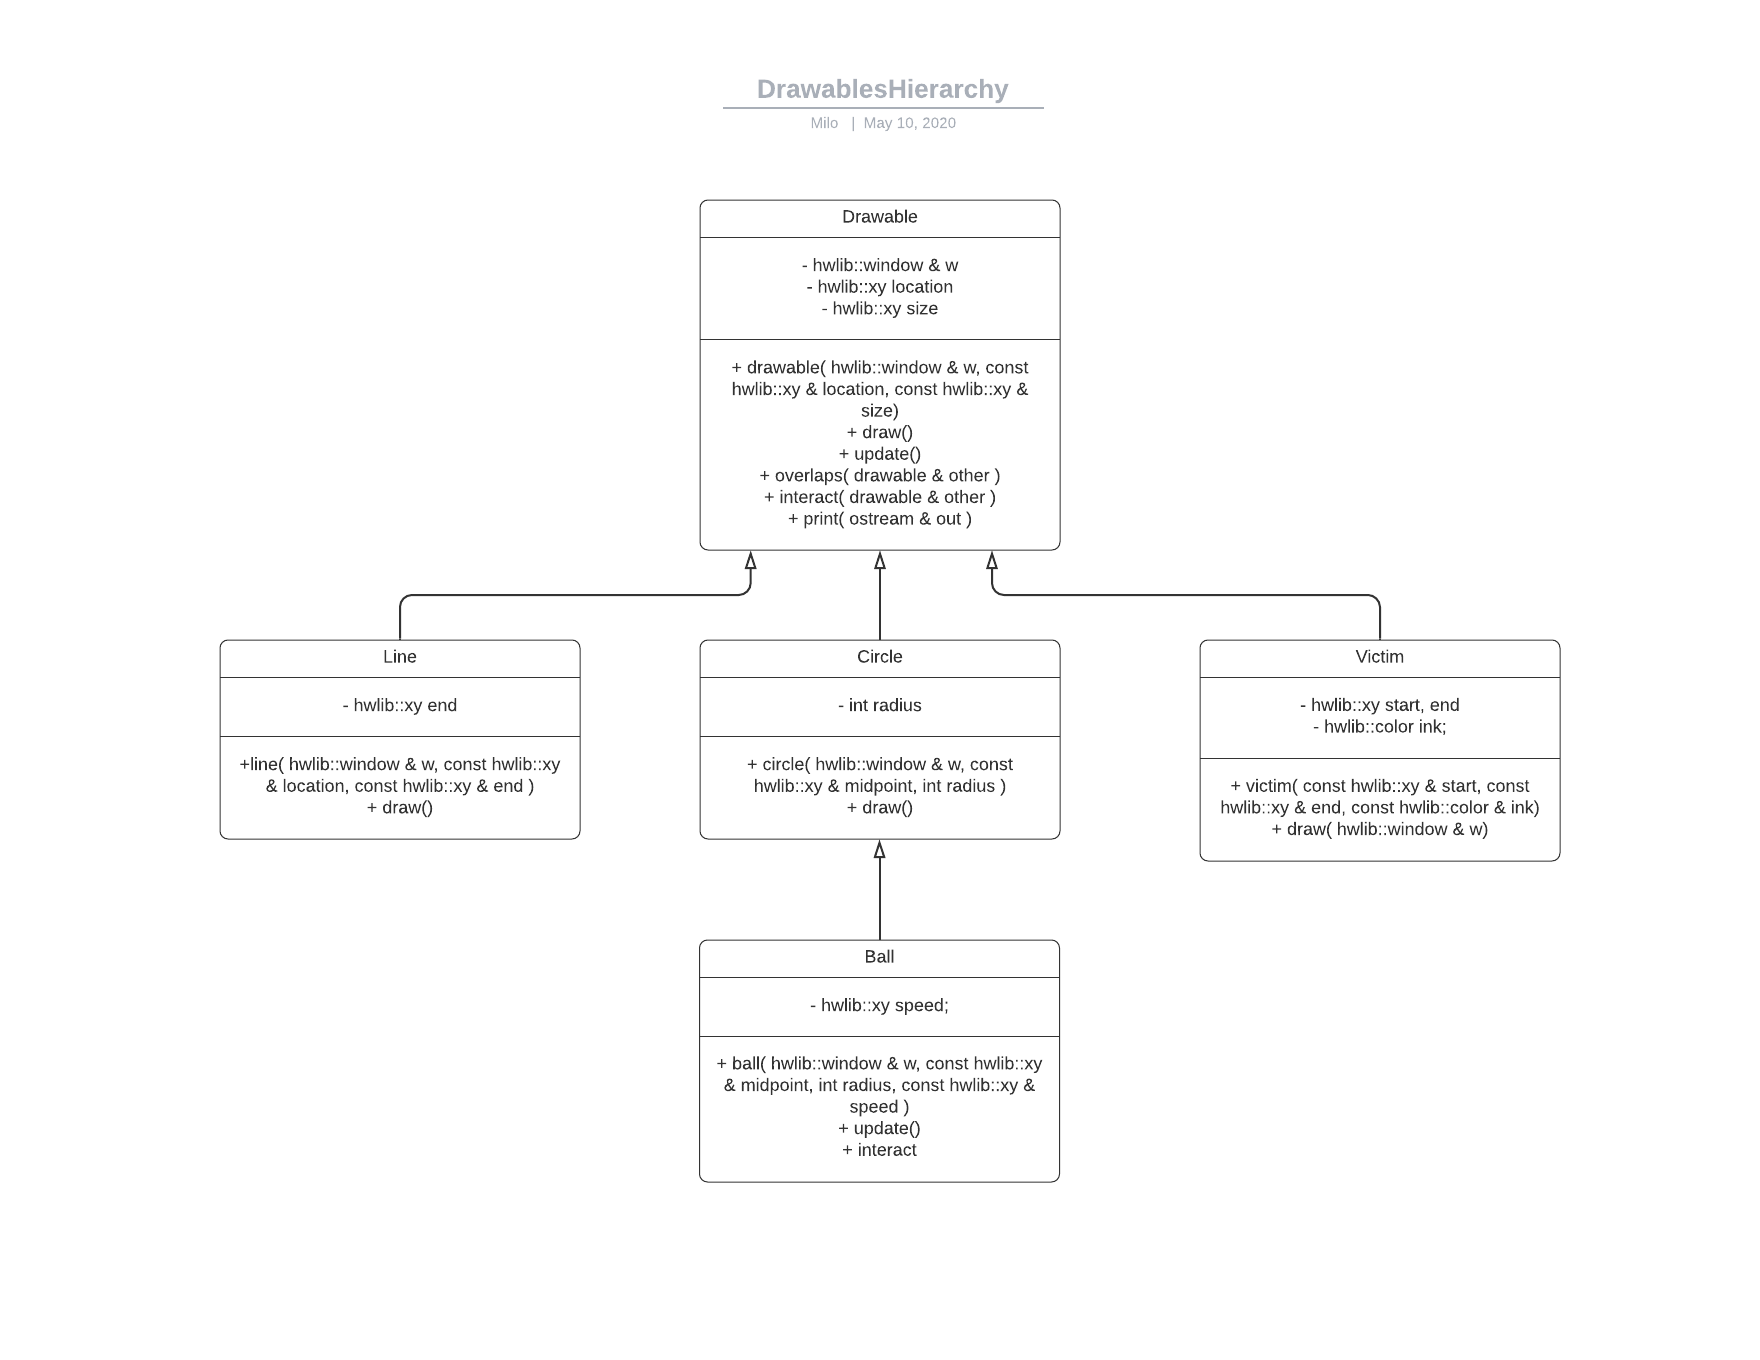 DrawablesHierarchy
Milo | May 10, 2020
Drawable
- hwlib::window & w
- hwlib::xy location
- hwlib::xy size
+ drawable( hwlib::window & w, const
hwlib::xy & location, const hwlib::xy &
size)
+ draw()
+ update()
+ overlaps( drawable & other )
+ interact( drawable & other )
+ print( ostream & out )
Line
- hwlib::xy end
+line( hwlib::window & w, const hwlib::xy
& location, const hwlib::xy & end )
+ draw()
Circle
- int radius
+ circle( hwlib::window & w, const
hwlib::xy & midpoint, int radius )
+ draw()
Victim
- hwlib::xy start, end
- hwlib::color ink;
+ victim( const hwlib::xy & start, const
hwlib::xy & end, const hwlib::color & ink)
+ draw( hwlib::window & w)
Ball
- hwlib::xy speed;
+ ball( hwlib::window & w, const hwlib::xy
& midpoint, int radius, const hwlib::xy &
speed )
+ update()
+ interact